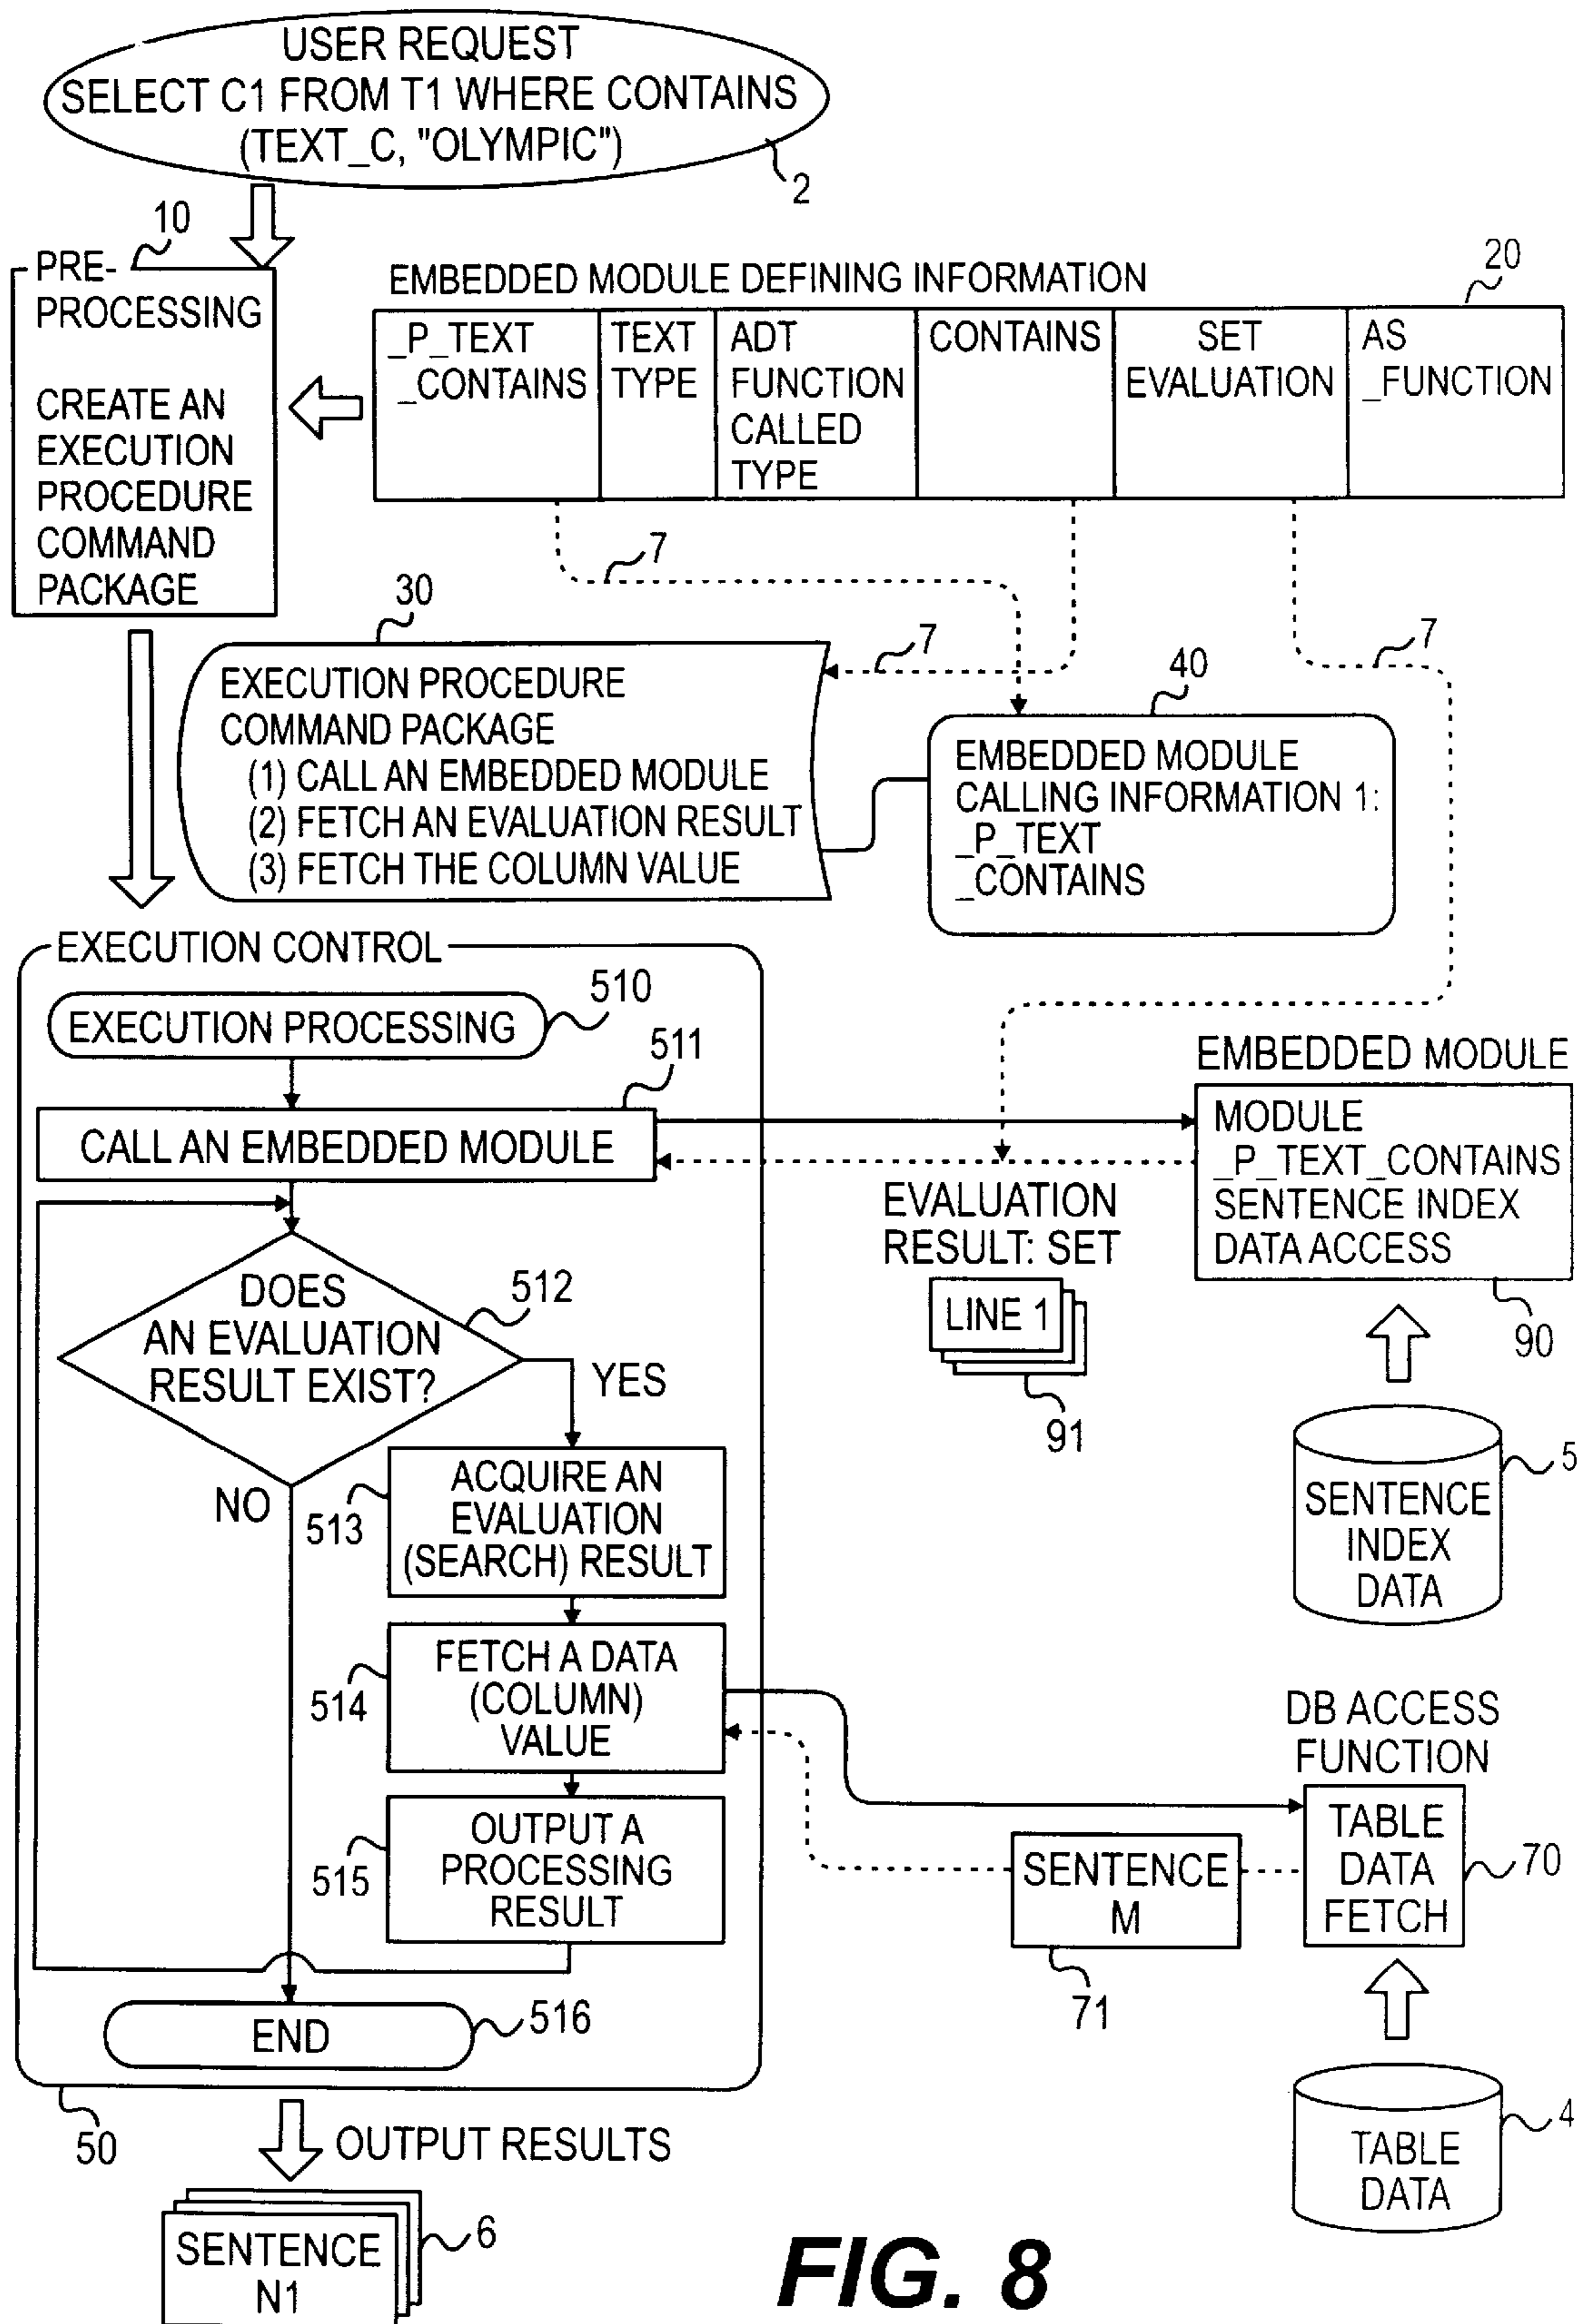 USER REQUEST
SELECT C1 FROM T1 WHERE CONTAINS
(TEXT_C, "OLYMPIC")
2
10
PRE-
PROCESSING
CREATE AN
EXECUTION
PROCEDURE
COMMAND
PACKAGE
EMBEDDED MODULE DEFINING INFORMATION
20
_P_TEXT
_CONTAINS
TEXT
TYPE
ADT
FUNCTION
CALLED
TYPE
CONTAINS
SET
EVALUATION
AS
_FUNCTION
7
7
7
30
EXECUTION PROCEDURE
COMMAND PACKAGE
(1) CALL AN EMBEDDED MODULE
(2) FETCH AN EVALUATION RESULT
(3) FETCH THE COLUMN VALUE
40
EMBEDDED MODULE
CALLING INFORMATION 1:
_P_TEXT
_CONTAINS
EXECUTION CONTROL
EXECUTION PROCESSING
510
511
CALL AN EMBEDDED MODULE
EMBEDDED MODULE
MODULE
_P_TEXT_CONTAINS
SENTENCE INDEX
DATA ACCESS
90
EVALUATION
RESULT: SET
LINE 1
91
DOES
AN EVALUATION
RESULT EXIST?
512
YES
NO
513
ACQUIRE AN
EVALUATION
(SEARCH) RESULT
5
SENTENCE
INDEX
DATA
514
FETCH A DATA
(COLUMN)
VALUE
DB ACCESS
FUNCTION
TABLE
DATA
FETCH
70
515
OUTPUT A
PROCESSING
RESULT
SENTENCE
M
71
END
516
50
OUTPUT RESULTS
4
TABLE
DATA
SENTENCE
N1
6
FIG. 8